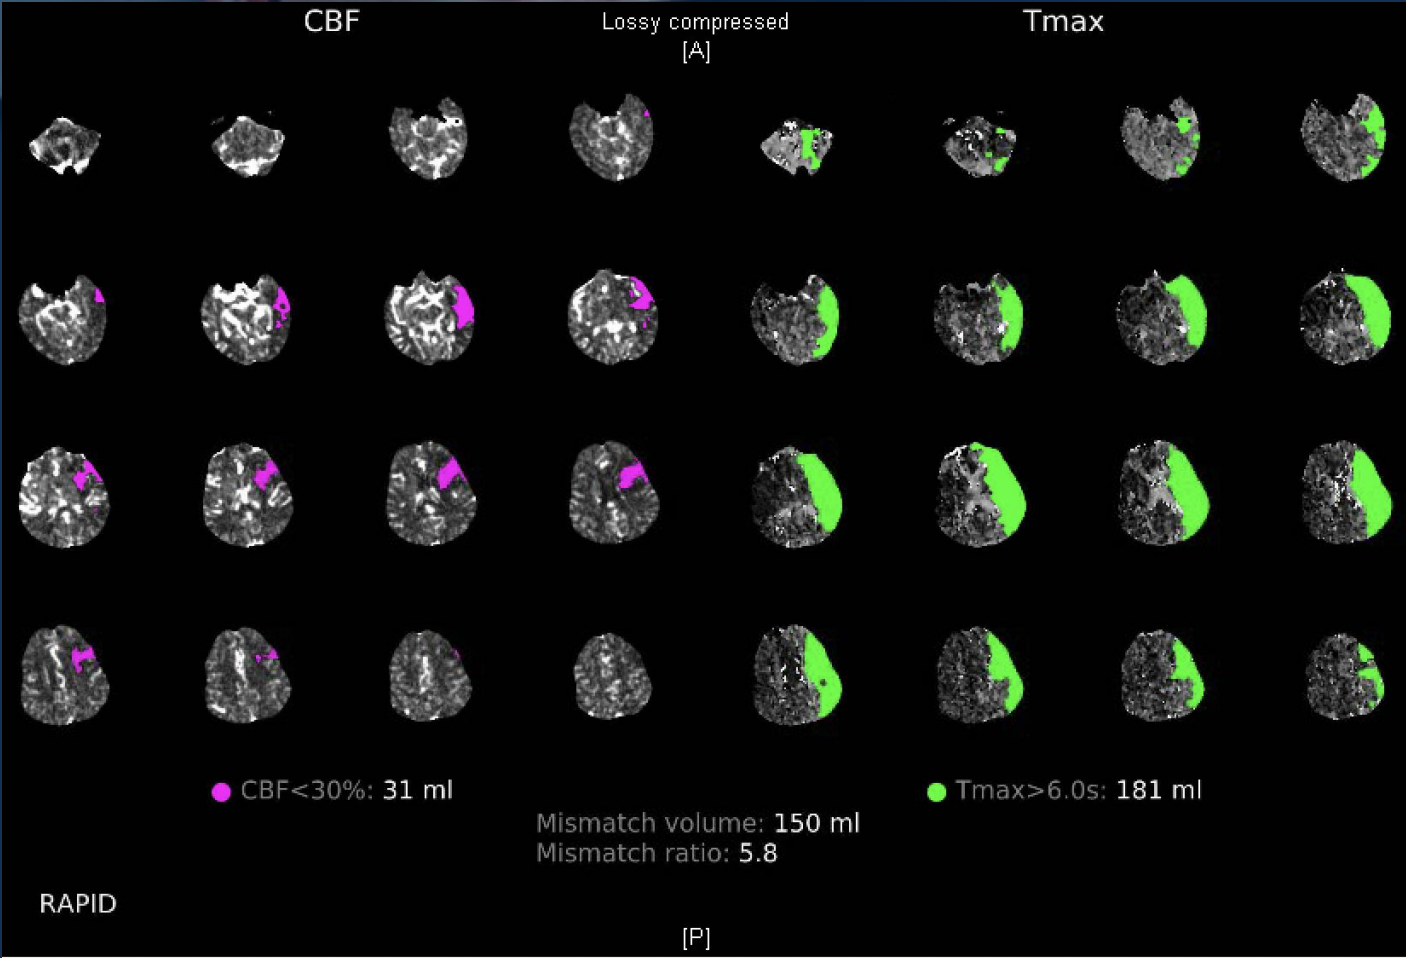 CBF
Lossy compressed
Tmax
[A]
CBF<30%: 31 ml
Tmax>6.0s: 181 ml
Mismatch volume: 150 ml
Mismatch ratio: 5.8
RAPID
[P]